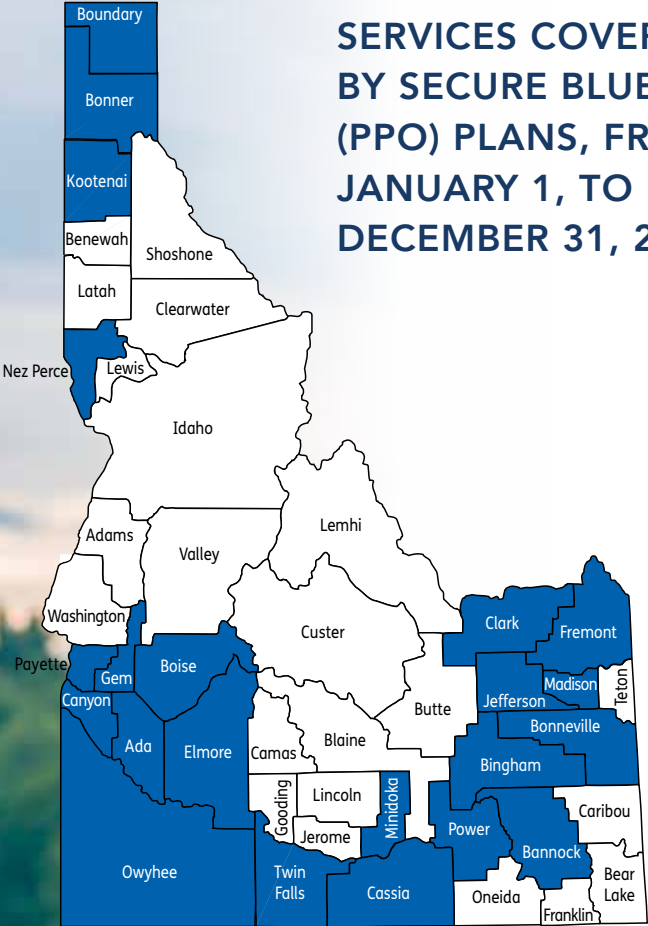 SERVICES COVER
BY SECURE BLUE
(PPO) PLANS, FR
JANUARY 1, TO
DECEMBER 31, 2
Boundary
Bonner
Kootenai
Benewah
Shoshone
Latah
Clearwater
Nez Perce
Lewis
Idaho
Adams
Valley
Lemhi
Washington
Custer
Clark
Fremont
Payette
Gem
Boise
Canyon
Butte
Jefferson
Madison
Teton
Ada
Elmore
Camas
Blaine
Bonneville
Bingham
Gooding
Lincoln
Minidoka
Jerome
Power
Caribou
Bannock
Owyhee
Twin
Falls
Cassia
Oneida
Franklin
Bear
Lake